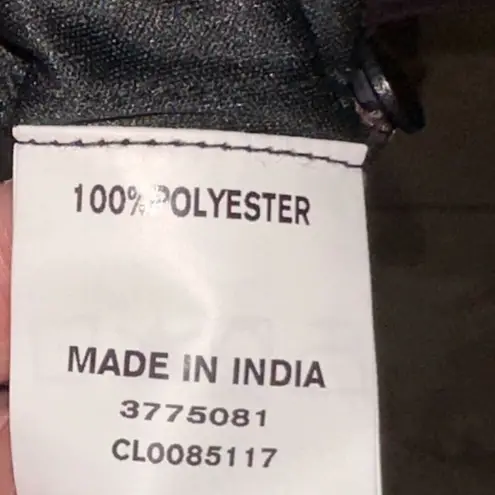 100% POLYESTER
MADE IN INDIA
3775081
CL0085117